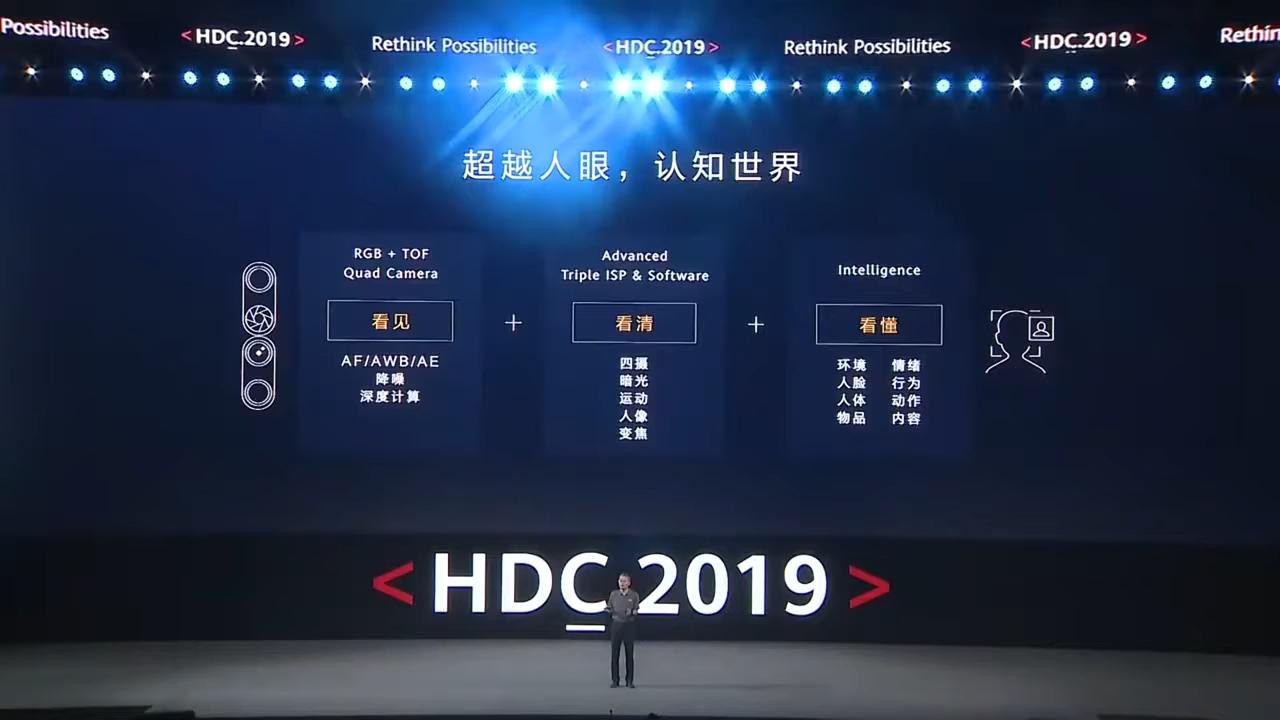 Possibilities
<HDC.2019>
Rethink Possibilities
<HDC.2019>
Rethink Possibilities
<HDC.2019>
Rethin
超越人眼，认知世界
RGB + TOF
Quad Camera
看见
AF/AWB/AE
降噪
深度计算
+
Advanced
Triple ISP & Software
看清
四摄
暗光
运动
人像
变焦
+
Intelligence
看懂
环境 情绪
人脸 行为
人体 动作
物品 内容
<HDC.2019>